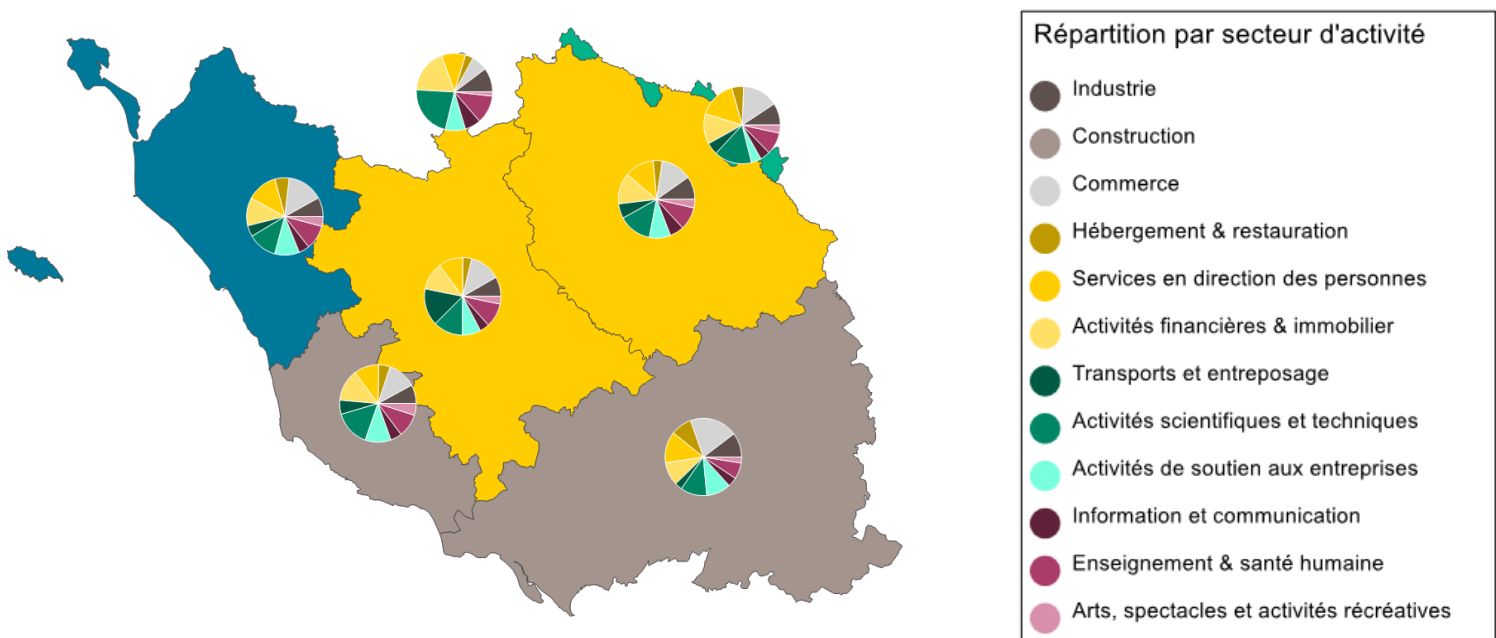 Répartition par secteur d'activité
Industrie
Construction
Commerce
Hébergement & restauration
Services en direction des personnes
Activités financières & immobilier
Transports et entreposage
Activités scientifiques et techniques
Activités de soutien aux entreprises
Information et communication
Enseignement & santé humaine
Arts, spectacles et activités récréatives